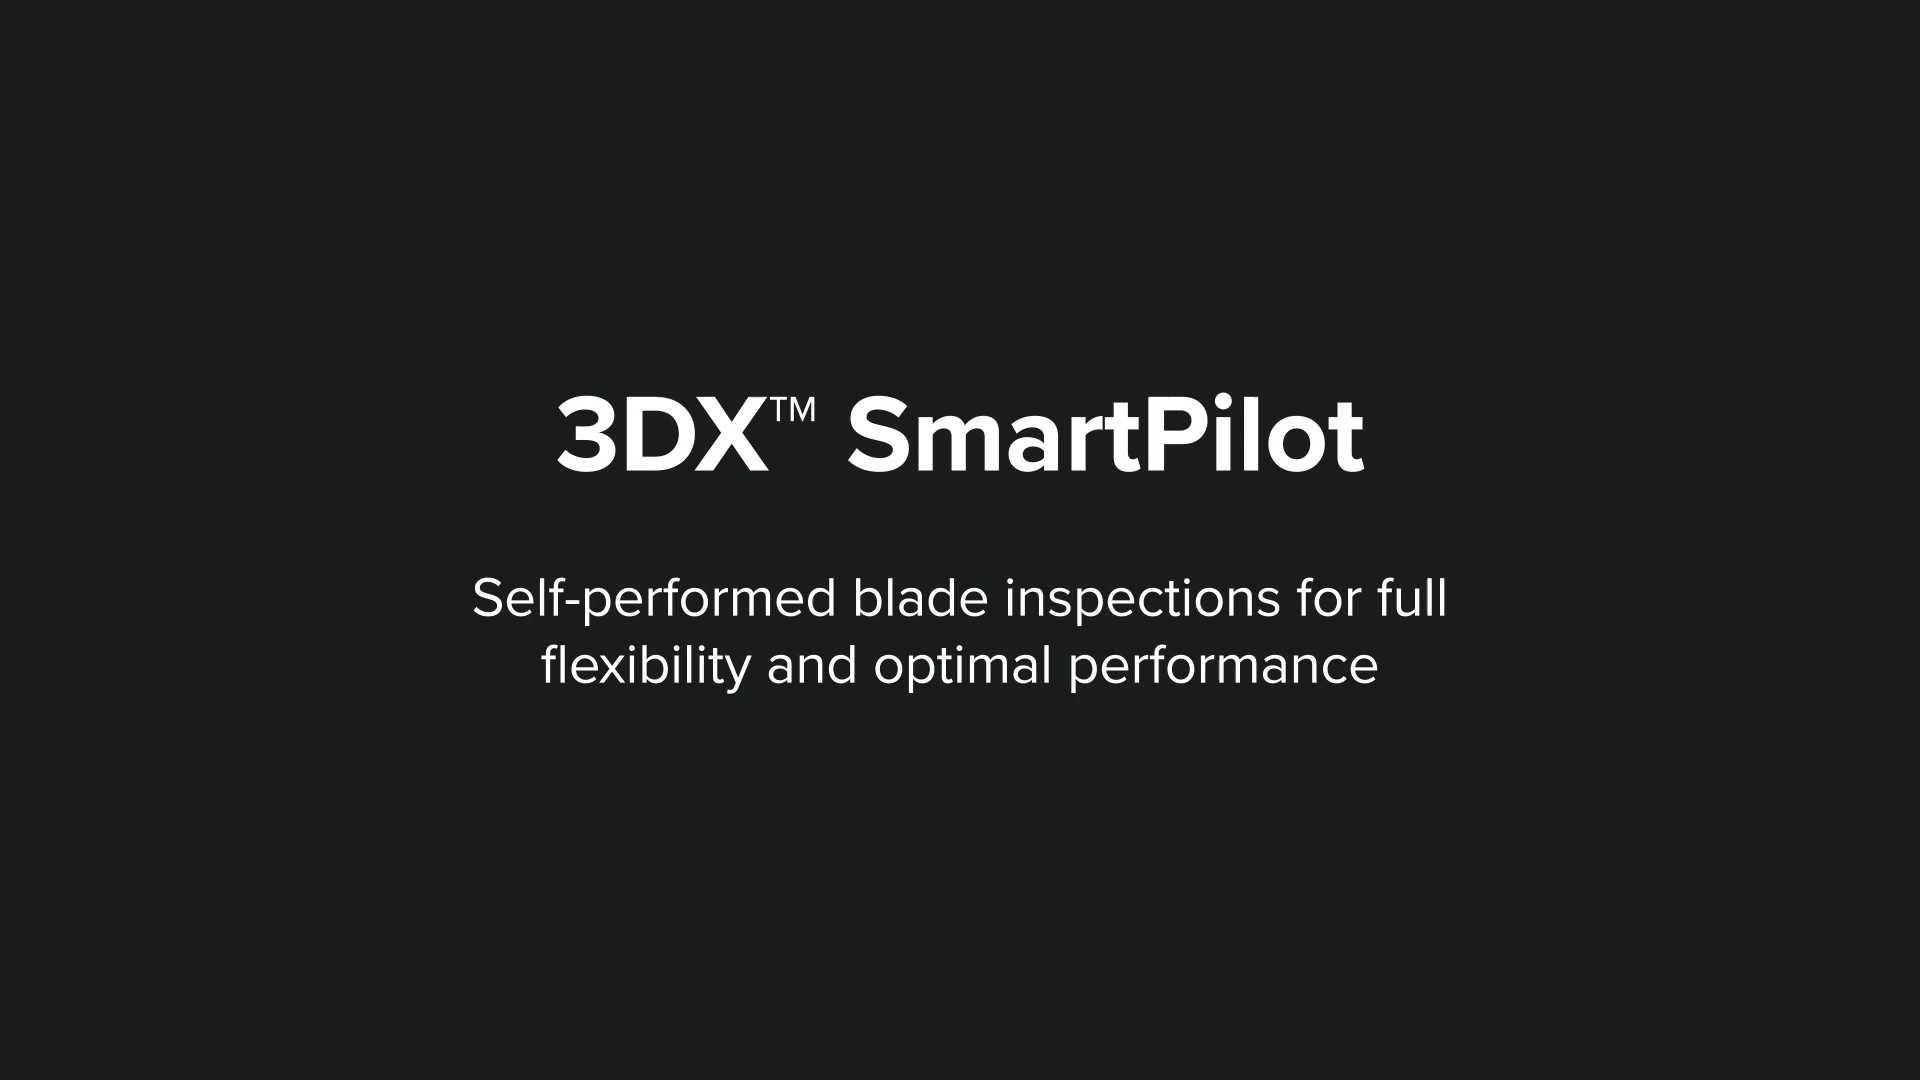 3DX™ SmartPilot
Self-performed blade inspections for full
flexibility and optimal performance